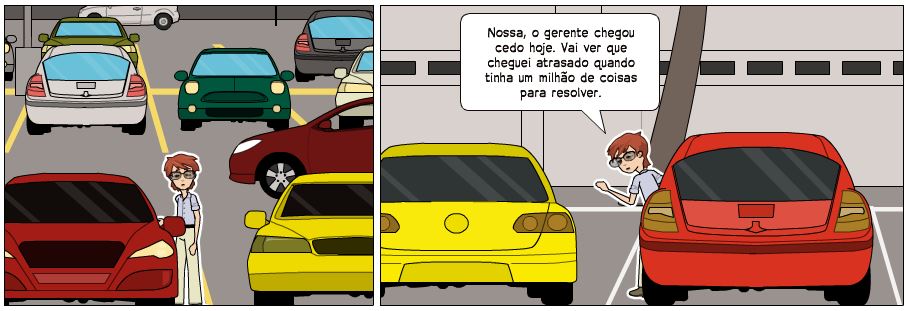 Nossa, o gerente chegou
cedo hoje. Vai ver que
cheguei atrasado quando
tinha um milhão de coisas
para resolver.